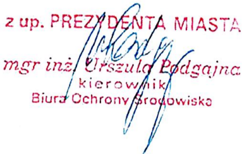 z up. PREZYDENTA MIASTA
mgr inż. Urszula Podgajna
kierownik
Biura Ochrony Środowiska